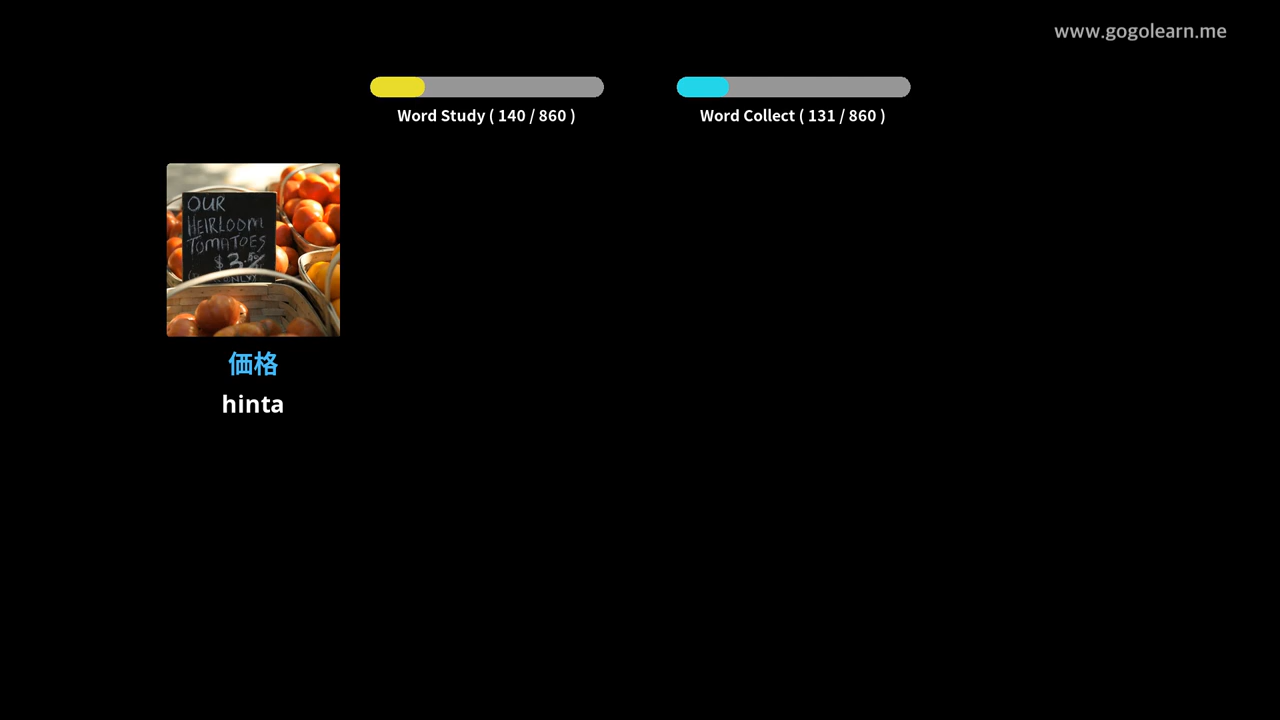 www.gogolearn.me
Word Study ( 140 / 860 )
Word Collect ( 131 / 860 )
OUR
HEIRLOOM
TOMATOES
価格
hinta